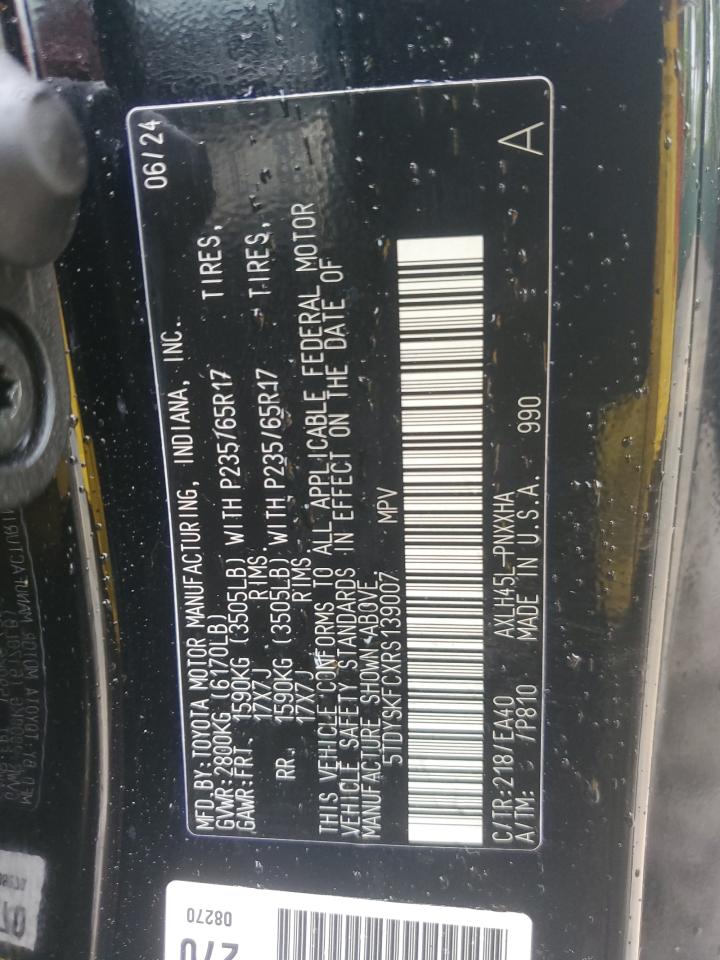 06/24
MFD.BY:TOYOTA MOTOR MANUFACTURING, INDIANA, INC.
GVWR:2800KG (6170LB)
GAWR:FRT. 1590KG (3505LB) WITH P235/65R17 TIRES,
17X7J RIMS.
RR. 1590KG (3505LB) WITH P235/65R17 TIRES,
17X7J RIMS
THIS VEHICLE CONFORMS TO ALL APPLICABLE FEDERAL MOTOR
VEHICLE SAFETY STANDARDS IN EFFECT ON THE DATE OF
MANUFACTURE SHOWN ABOVE.
5TDYSKFCXRS139007 MPV
C/TR:218/EA40 AXLH45L-PNXXHA
A/TM: /P810 MADE IN U.S.A. 990
A
08270
270